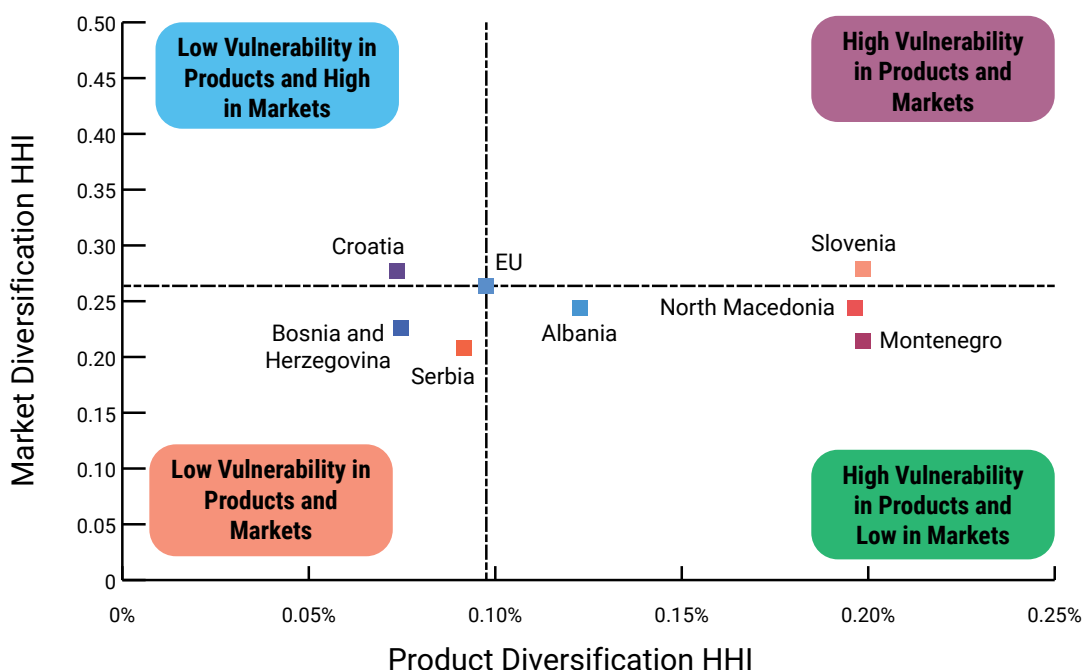 Market Diversification HHI
0.50
0.45
0.40
0.35
0.30
0.25
0.20
0.15
0.10
0.05
0
Low Vulnerability in
Products and High
in Markets
High Vulnerability
in Products and
Markets
Croatia
EU
Slovenia
Bosnia and
Herzegovina
Serbia
Albania
North Macedonia
Montenegro
Low Vulnerability in
Products and
Markets
High Vulnerability
in Products and
Low in Markets
0%
0.05%
0.10%
0.15%
0.20%
0.25%
Product Diversification HHI